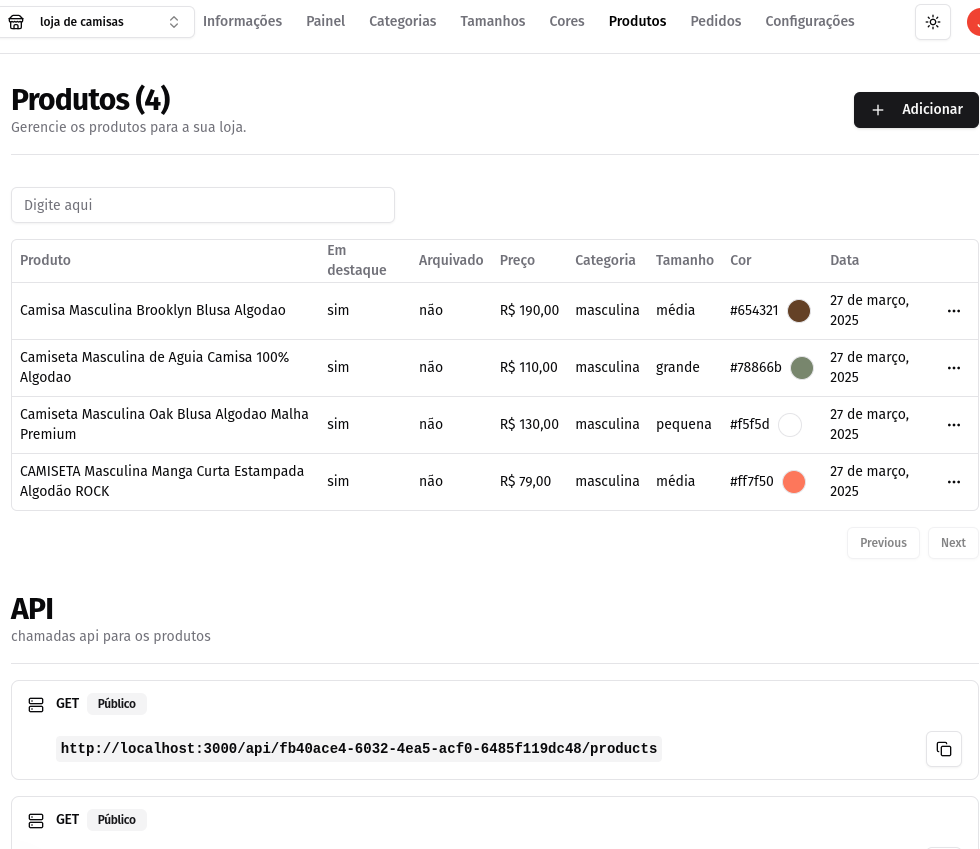 loja de camisas
Informações Painel Categorias Tamanhos Cores Produtos Pedidos Configurações
Produtos (4)
Gerencie os produtos para a sua loja.
Adicionar
Digite aqui
Produto Em destaque Arquivado Preço Categoria Tamanho Cor Data
Camisa Masculina Brooklyn Blusa Algodao sim não R$ 190,00 masculina média #654321 27 de março, 2025
Camiseta Masculina de Aguia Camisa 100% Algodao sim não R$ 110,00 masculina grande #78866b 27 de março, 2025
Camiseta Masculina Oak Blusa Algodao Malha Premium sim não R$ 130,00 masculina pequena #f5f5d 27 de março, 2025
CAMISETA Masculina Manga Curta Estampada Algodão ROCK sim não R$ 79,00 masculina média #ff7f50 27 de março, 2025
Previous Next
API
chamadas api para os produtos
GET Público
http://localhost:3000/api/fb40ace4-6032-4ea5-acf0-6485f119dc48/products
GET Público